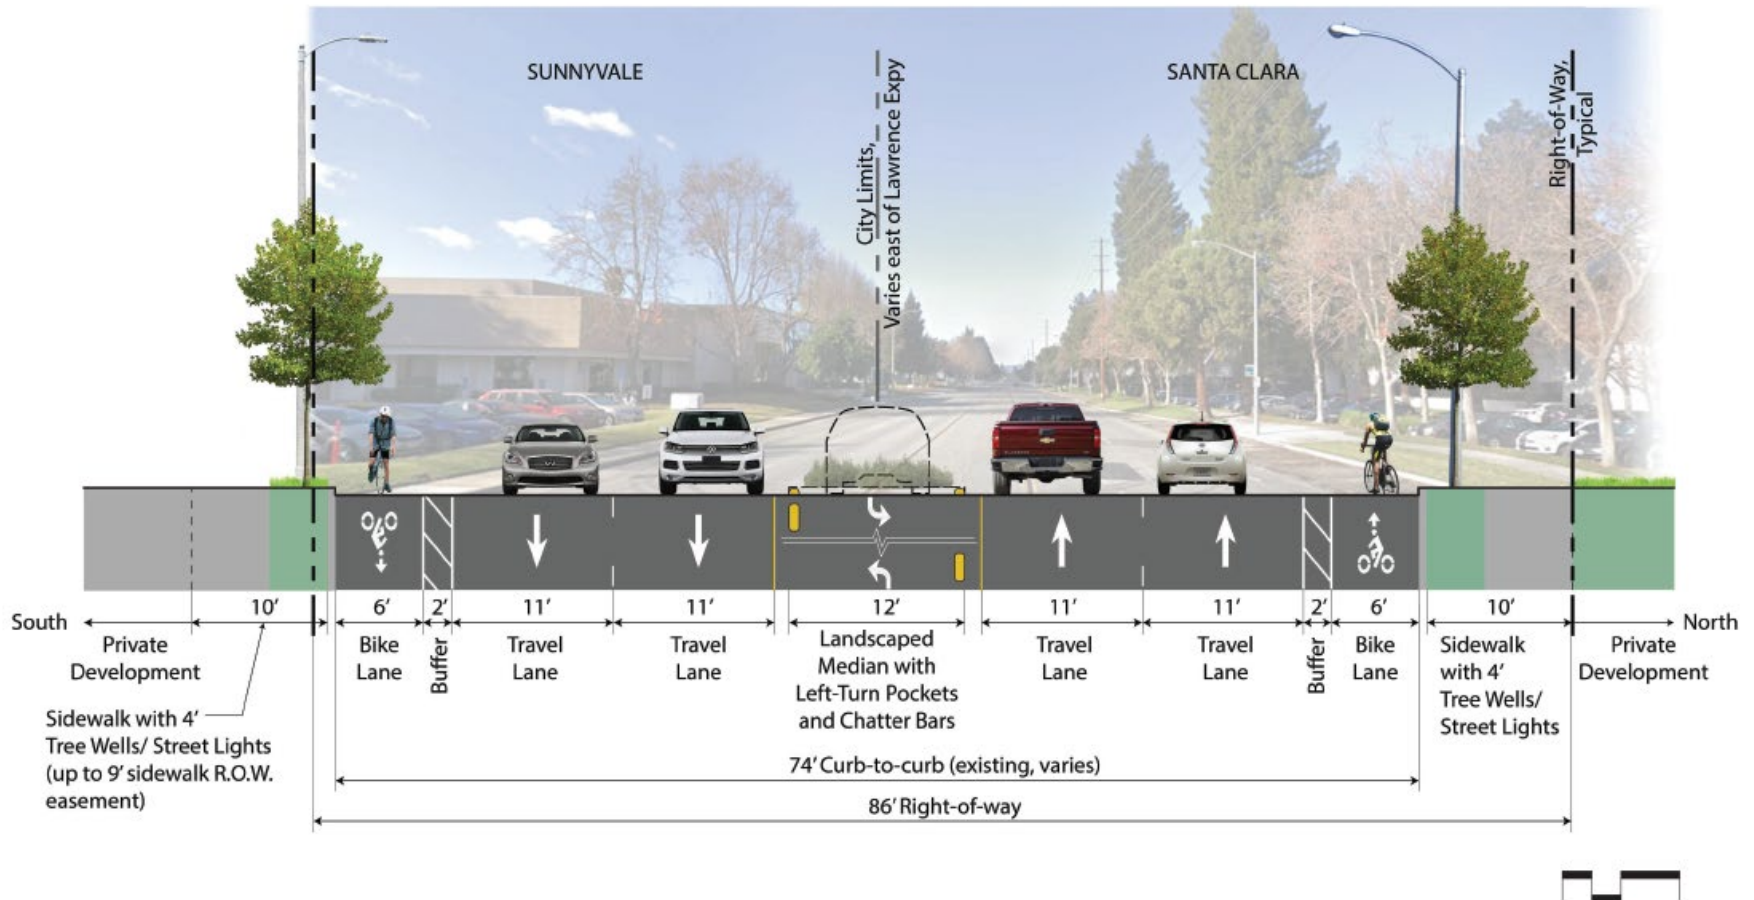 SUNNYVALE
SANTA CLARA
City Limits,
Varies east of Lawrence Expy
Right-of-Way,
Typical
South
North
10’
6’
2’
11’
11’
12’
11’
11’
2’
6’
10’
Private
Development
Sidewalk with 4’
Tree Wells/ Street Lights
(up to 9’ sidewalk R.O.W.
easement)
Bike
Lane
Buffer
Travel
Lane
Travel
Lane
Landscaped
Median with
Left-Turn Pockets
and Chatter Bars
Travel
Lane
Travel
Lane
Buffer
Bike
Lane
Sidewalk
with 4’
Tree Wells/
Street Lights
Private
Development
74’ Curb-to-curb (existing, varies)
86’ Right-of-way